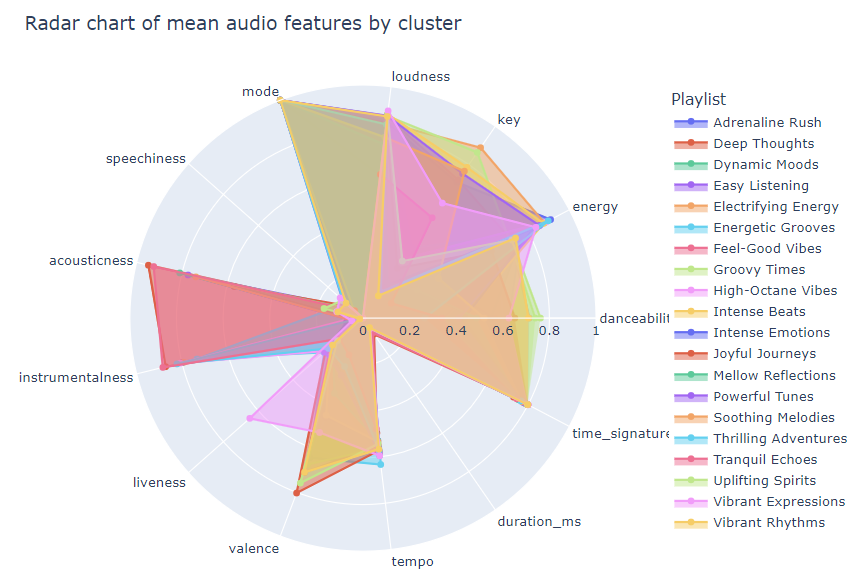 Radar chart of mean audio features by cluster
loudness
mode
key
speechiness
energy
acousticness
danceabilit
0 0.2 0.4 0.6 0.8 1
instrumentalness
time_signature
liveness
duration_ms
valence
tempo
Playlist
Adrenaline Rush
Deep Thoughts
Dynamic Moods
Easy Listening
Electrifying Energy
Energetic Grooves
Feel-Good Vibes
Groovy Times
High-Octane Vibes
Intense Beats
Intense Emotions
Joyful Journeys
Mellow Reflections
Powerful Tunes
Soothing Melodies
Thrilling Adventures
Tranquil Echoes
Uplifting Spirits
Vibrant Expressions
Vibrant Rhythms